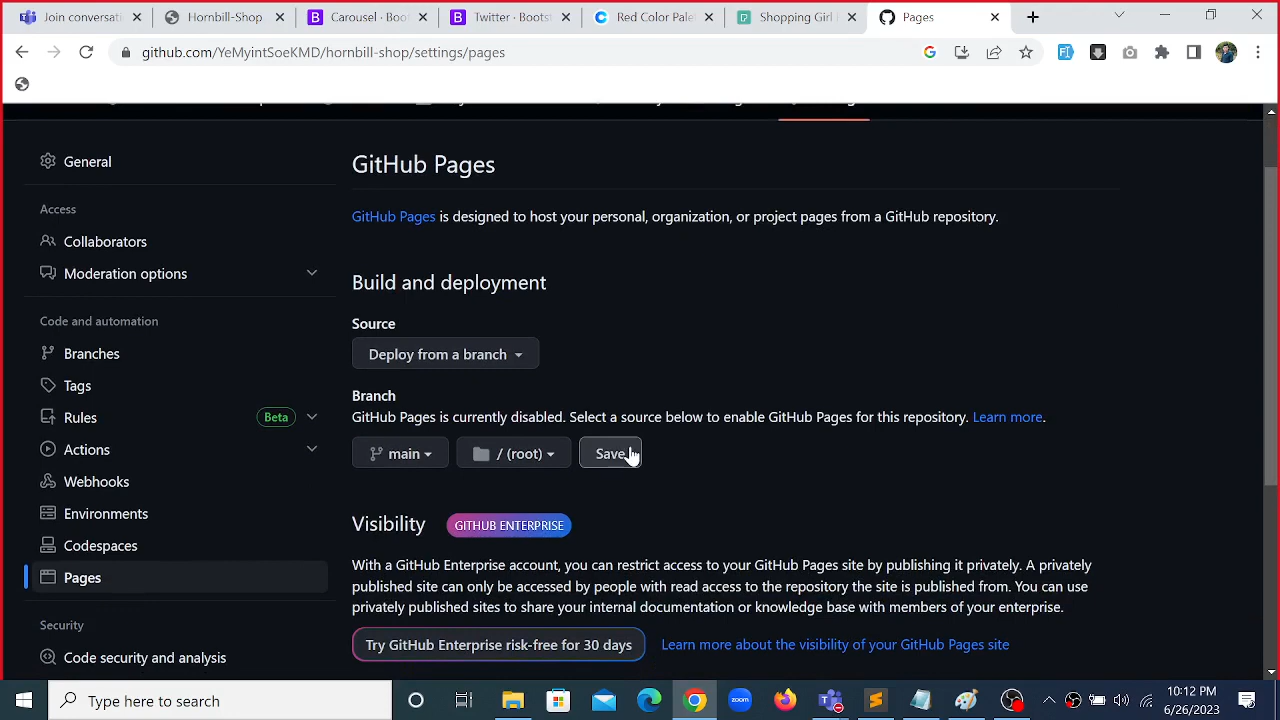 Join conversati
Hornbill-Shop
Carousel · Boo
Twitter · Boots
Red Color Pale
Shopping Girl
Pages
github.com/YeMyintSoeKMD/hornbill-shop/settings/pages
General
Access
Collaborators
Moderation options
Code and automation
Branches
Tags
Rules Beta
Actions
Webhooks
Environments
Codespaces
Pages
Security
Code security and analysis
GitHub Pages
GitHub Pages is designed to host your personal, organization, or project pages from a GitHub repository.
Build and deployment
Source
Deploy from a branch
Branch
GitHub Pages is currently disabled. Select a source below to enable GitHub Pages for this repository. Learn more.
main / (root) Save
Visibility GITHUB ENTERPRISE
With a GitHub Enterprise account, you can restrict access to your GitHub Pages site by publishing it privately. A privately
published site can only be accessed by people with read access to the repository the site is published from. You can use
privately published sites to share your internal documentation or knowledge base with members of your enterprise.
Try GitHub Enterprise risk-free for 30 days Learn more about the visibility of your GitHub Pages site
Type here to search
zoom
10:12 PM
6/26/2023